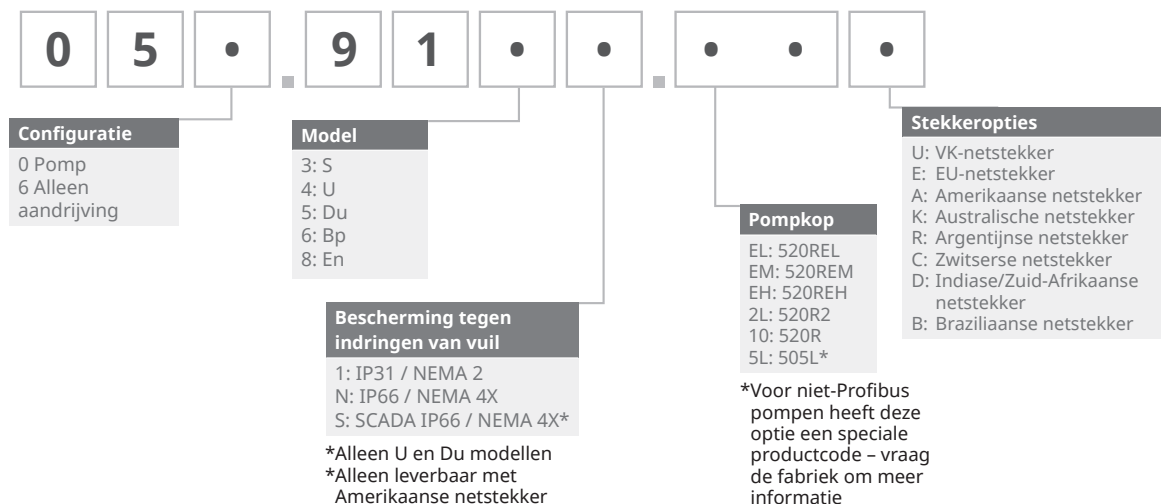 0 5 • . 9 1 • • . • • •
Configuratie
0 Pomp
6 Alleen
aandrijving
Model
3: S
4: U
5: Du
6: Bp
8: En
Bescherming tegen
indringen van vuil
1: IP31 / NEMA 2
N: IP66 / NEMA 4X
S: SCADA IP66 / NEMA 4X*
*Alleen U en Du modellen
*Alleen leverbaar met
Amerikaanse netstekker
Pompkop
EL: 520REL
EM: 520REM
EH: 520REH
2L: 520R2
10: 520R
5L: 505L*
*Voor niet-Profibus
pompen heeft deze
optie een speciale
productcode – vraag
de fabriek om meer
informatie
Stekkeropties
U: VK-netstekker
E: EU-netstekker
A: Amerikaanse netstekker
K: Australische netstekker
R: Argentijnse netstekker
C: Zwitserse netstekker
D: Indiase/Zuid-Afrikaanse
netstekker
B: Braziliaanse netstekker